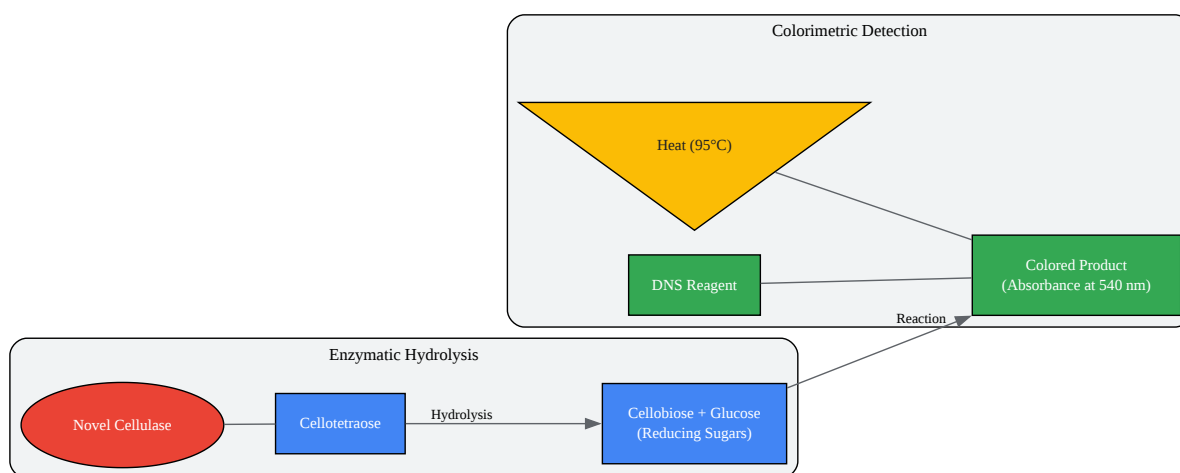 Colorimetric Detection
Heat (95°C)
DNS Reagent
Colored Product
(Absorbance at 540 nm)
Reaction
Enzymatic Hydrolysis
Novel Cellulase
Cellotetraose
Hydrolysis
Cellobiose + Glucose
(Reducing Sugars)